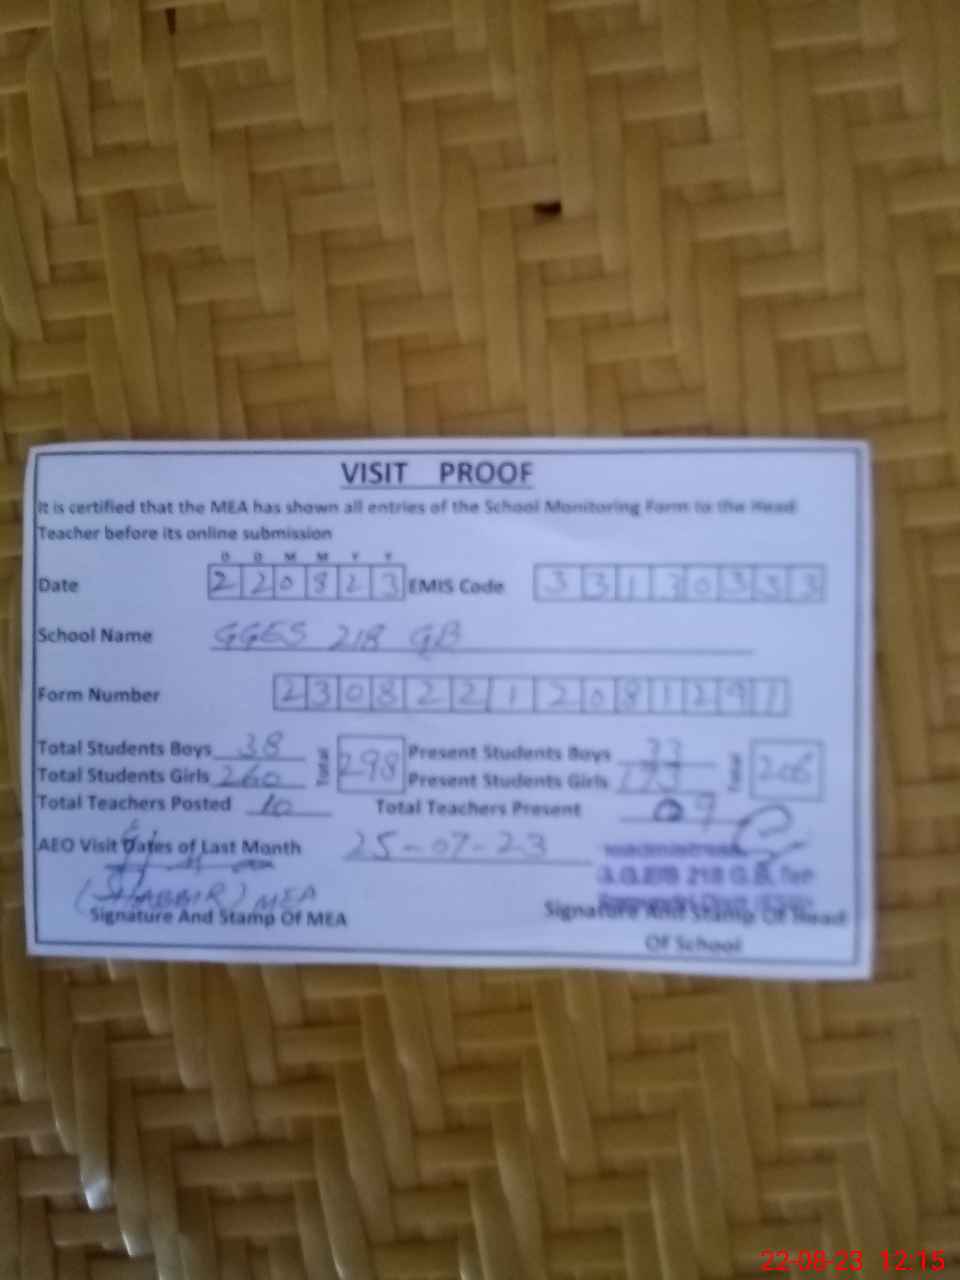 VISIT PROOF
It is certified that the MEA has shown all entries of the School Monitoring Form to the Head
Teacher before its online submission
D D M M Y Y
Date 2 2 0 8 2 3 EMIS Code 3 3 1 3 0 3 3 3
School Name GGES 218 GB
Form Number 2 3 0 8 2 2 1 2 0 8 1 2 9 1
Total Students Boys 38 Total 298 Present Students Boys 33 Total 206
Total Students Girls 260 Present Students Girls 173
Total Teachers Posted 10 Total Teachers Present 09
AEO Visit Dates of Last Month 25-07-23
G.G.E/S 218 G.B.
(SHABBIR) MEA
Signature And Stamp Of MEA Signature And Stamp Of Head
Of School
22-08-23 12:15